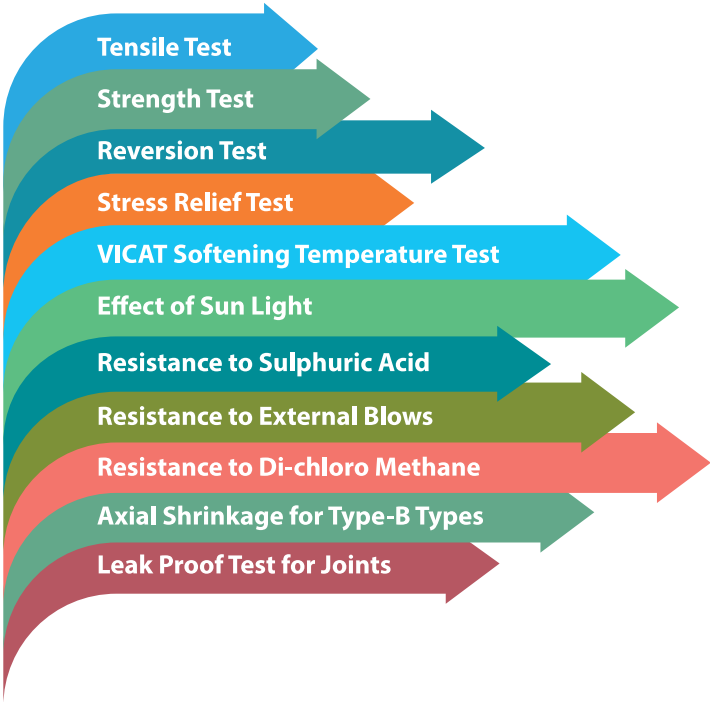 Tensile Test
Strength Test
Reversion Test
Stress Relief Test
VICAT Softening Temperature Test
Effect of Sun Light
Resistance to Sulphuric Acid
Resistance to External Blows
Resistance to Di-chloro Methane
Axial Shrinkage for Type-B Types
Leak Proof Test for Joints